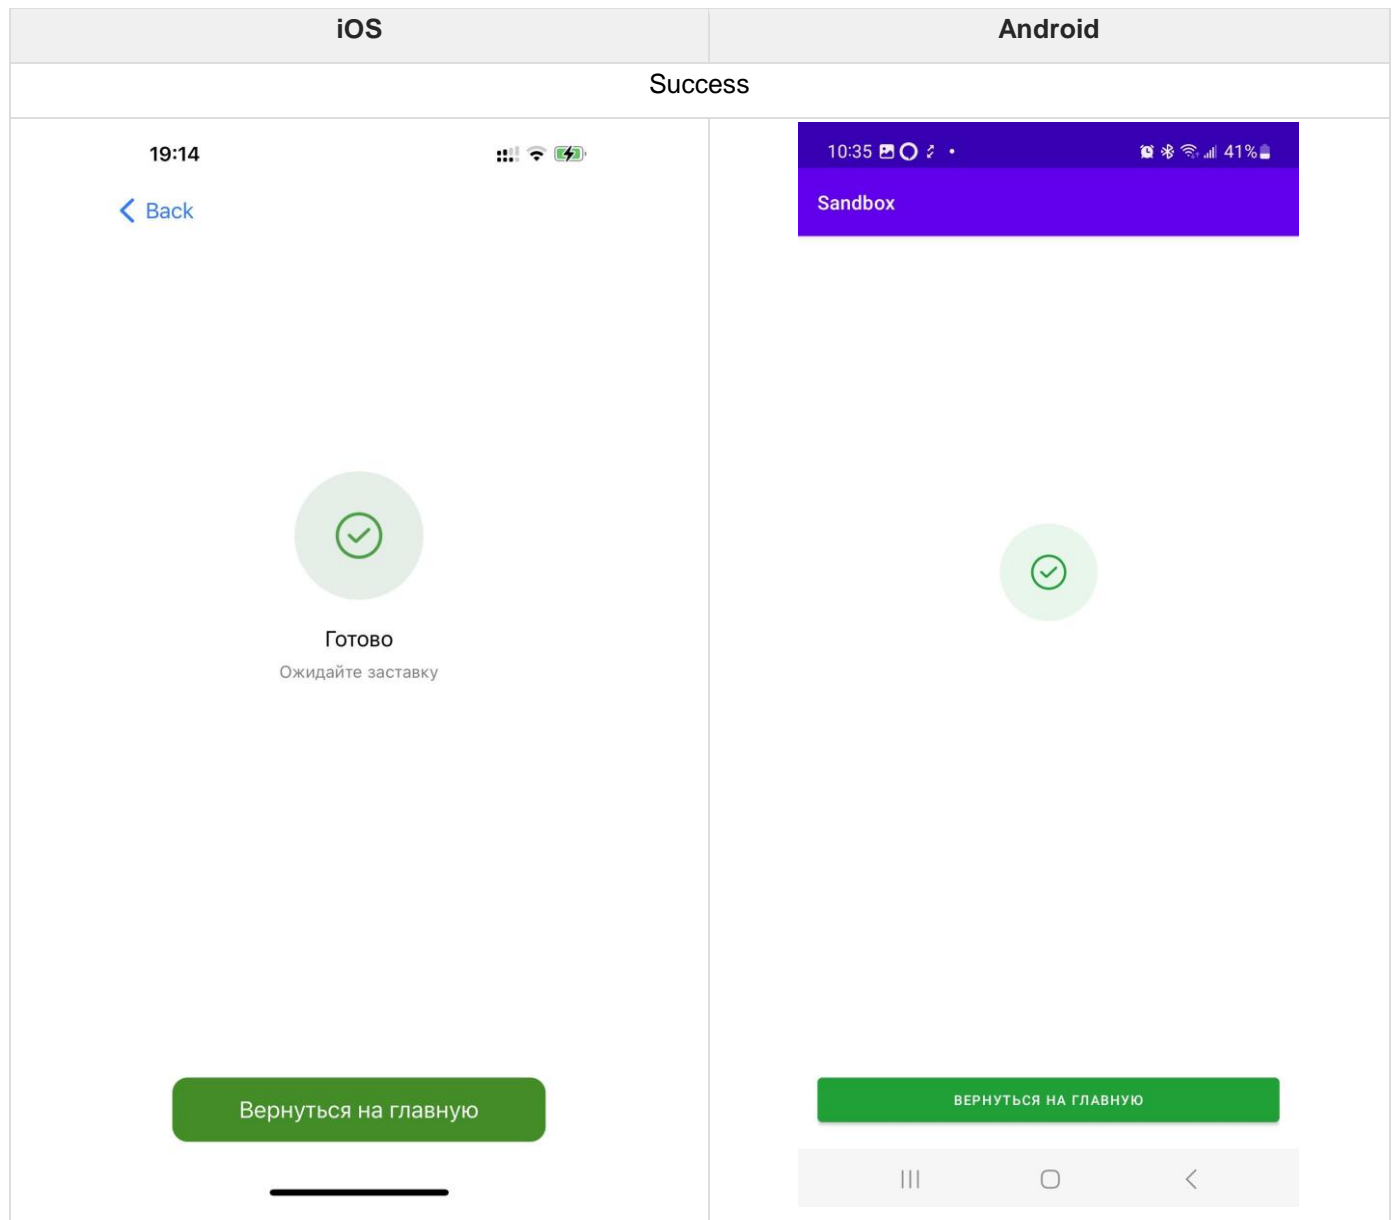 iOS
Android
Success
19:14
Back
Готово
Ожидайте заставку
Вернуться на главную
10:35
41%
Sandbox
ВЕРНУТЬСЯ НА ГЛАВНУЮ